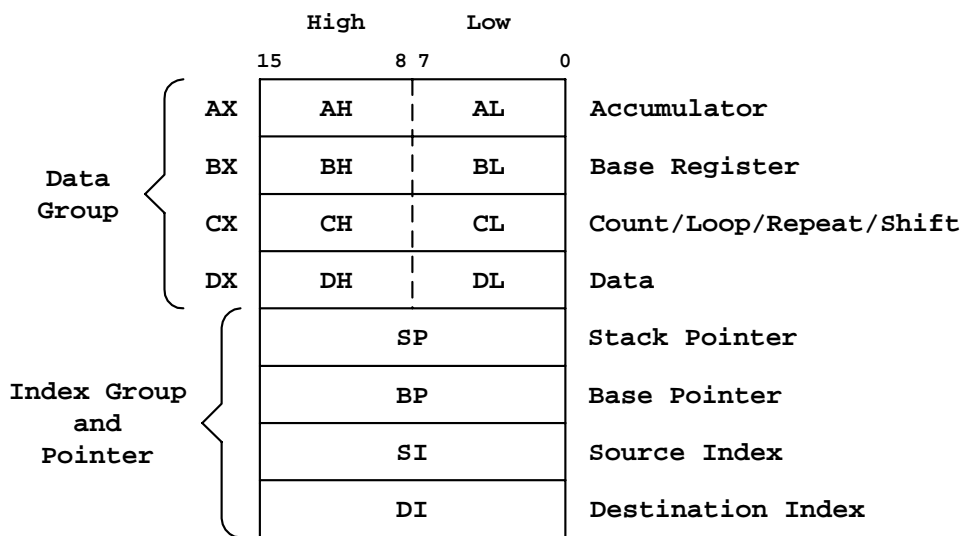 High Low
15 8 7 0
AX AH AL Accumulator
BX BH BL Base Register
Data
Group
CX CH CL Count/Loop/Repeat/Shift
DX DH DL Data
SP Stack Pointer
Index Group
and
Pointer
BP Base Pointer
SI Source Index
DI Destination Index